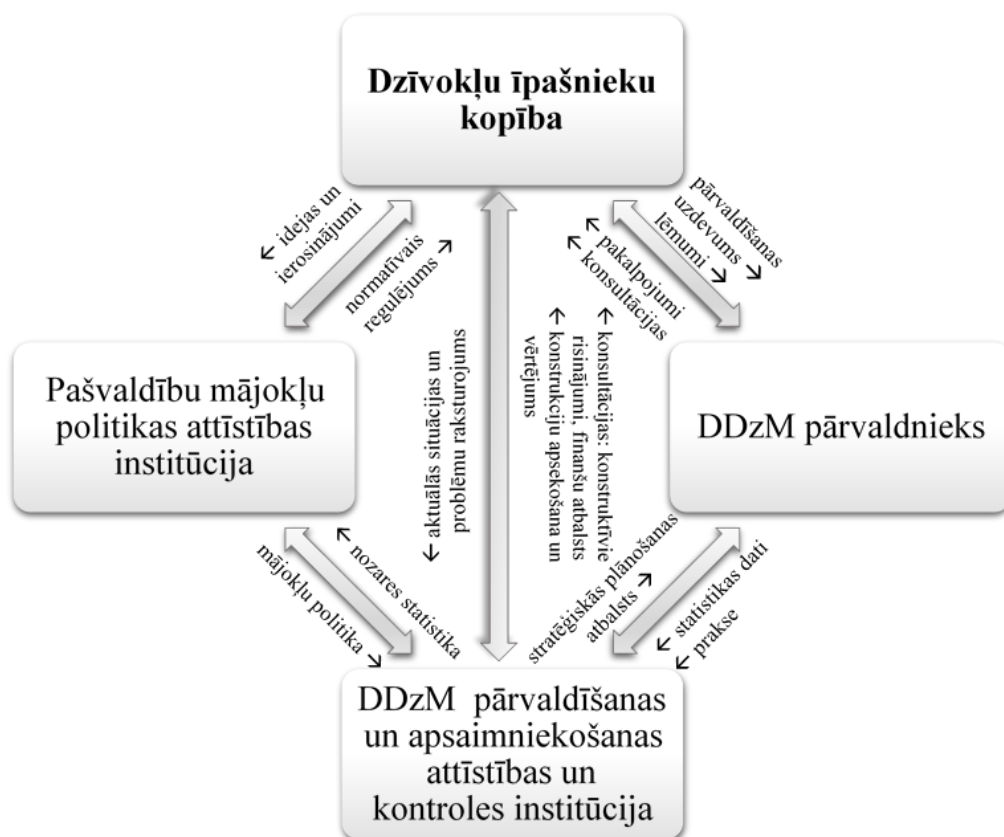 Dzīvokļu īpašnieku
kopība
← idejas un
ierosinājumi
normatīvais
regulējums →
pārvaldīšanas
uzdevums →
lēmumi →
← pakalpojumi
← konsultācijas
Pašvaldību mājokļu
politikas attīstības
institūcija
← aktuālās situācijas un
problēmu raksturojums
← konsultācijas: konstruktīvie
risinājumi, finanšu atbalsts
← konstrukciju apsekošana un
vērtējums
DDzM pārvaldnieks
← nozares statistika
mājokļu politika →
stratēģiskās plānošanas
atbalsts →
← statistikas dati
← prakse
DDzM pārvaldīšanas
un apsaimniekošanas
attīstības un
kontroles institūcija